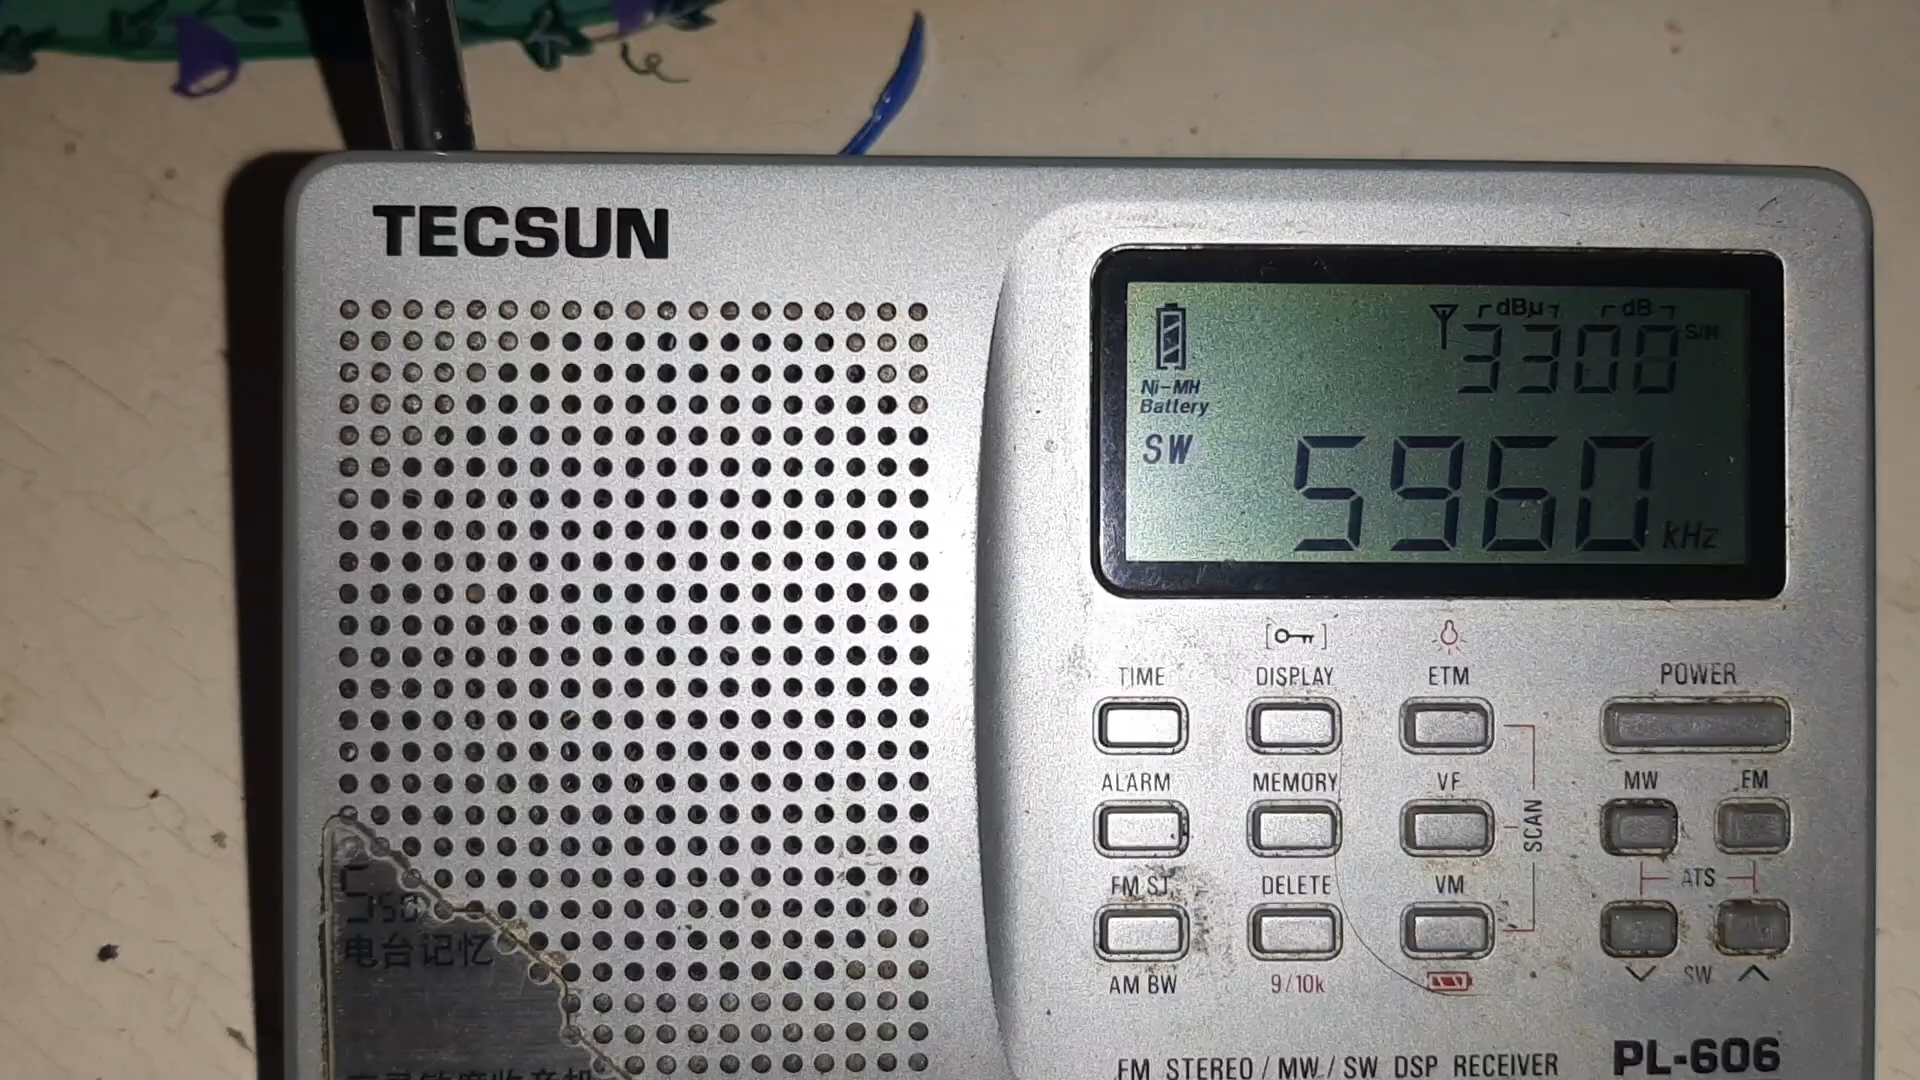 TECSUN
dBµ dB
3300 S/N
Ni-MH
Battery
SW
5960 kHz
TIME DISPLAY ETM POWER
ALARM MEMORY VF MW FM
SCAN
FM ST. DELETE VM ATS
AM BW 9/10k SW
电台记忆
FM STEREO / MW / SW DSP RECEIVER PL-606